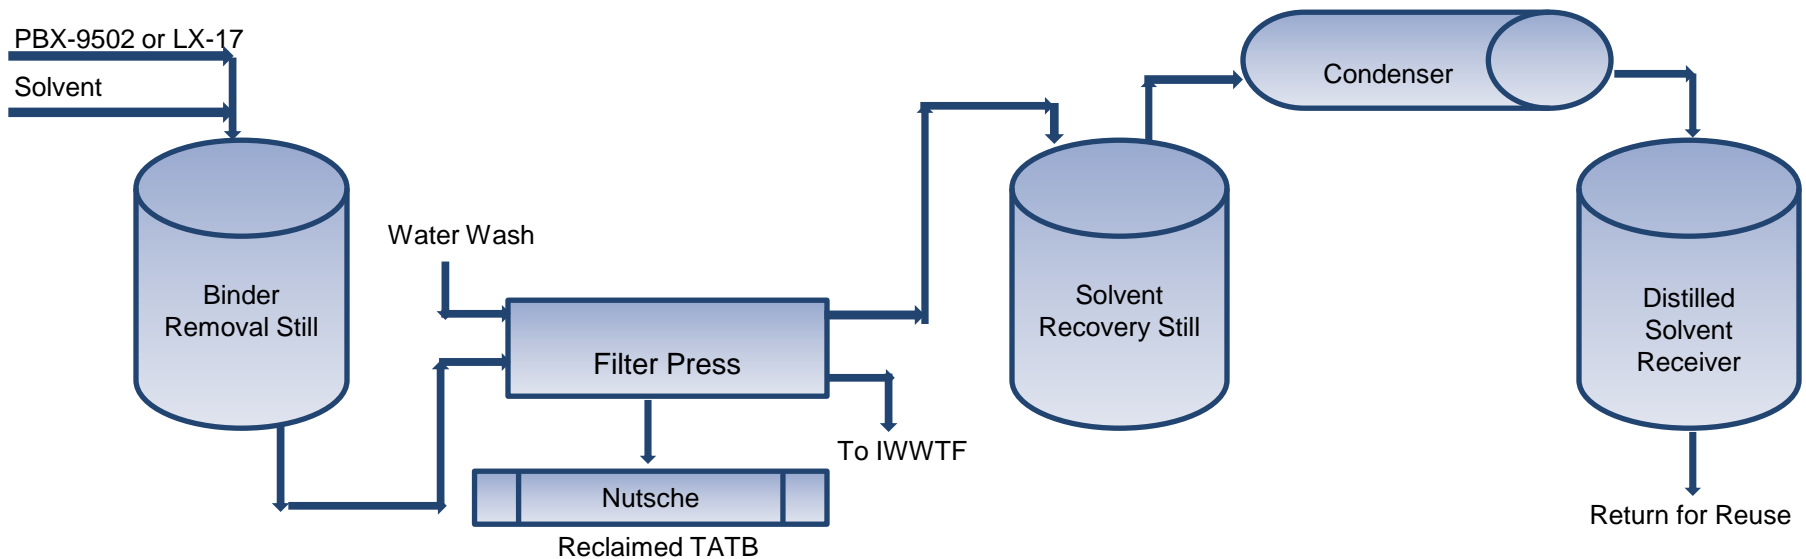 PBX-9502 or LX-17
Solvent
Binder
Removal Still
Water Wash
Filter Press
To IWWTF
Nutsche
Reclaimed TATB
Solvent
Recovery Still
Condenser
Distilled
Solvent
Receiver
Return for Reuse